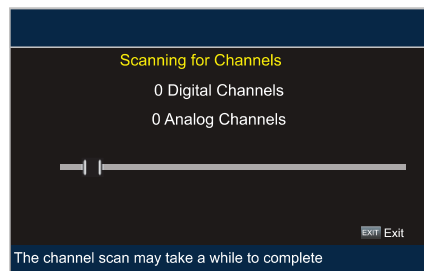 Scanning for Channels
0 Digital Channels
0 Analog Channels
EXIT Exit
The channel scan may take a while to complete